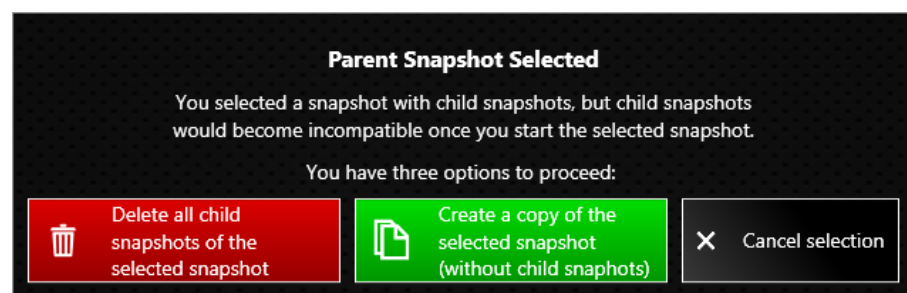 Parent Snapshot Selected
You selected a snapshot with child snapshots, but child snapshots
would become incompatible once you start the selected snapshot.
You have three options to proceed:
Delete all child
snapshots of the
selected snapshot
Create a copy of the
selected snapshot
(without child snaphots)
Cancel selection